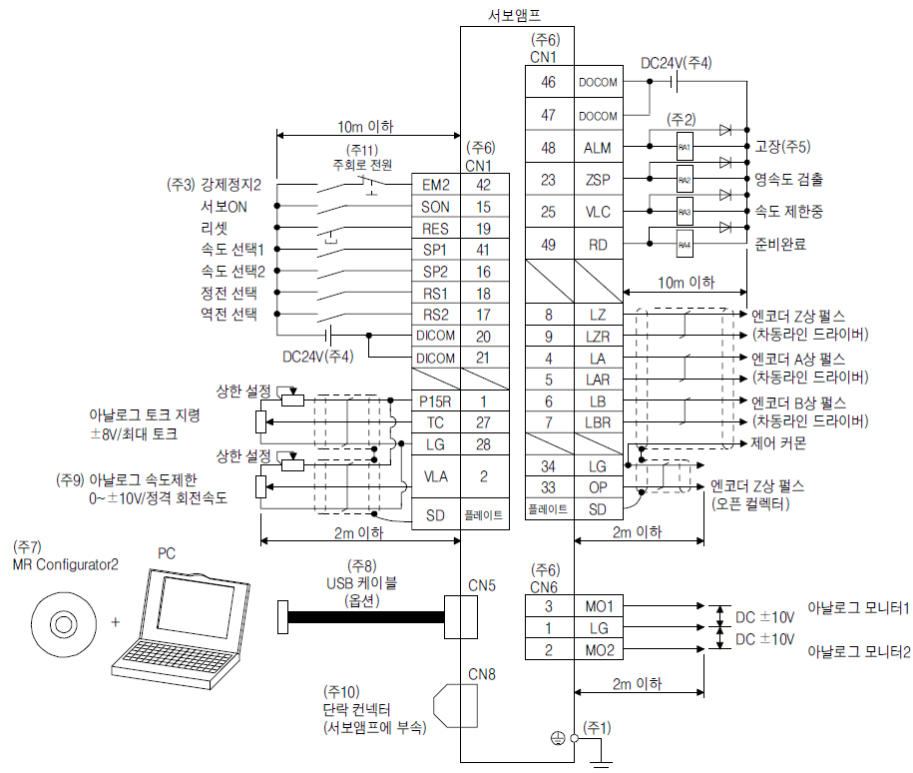 서보앰프
(주6)
CN1
DC24V(주4)
46 DOCOM
47 DOCOM
(주2)
48 ALM RA1 고장(주5)
23 ZSP RA2 영속도 검출
25 VLC RA3 속도 제한중
49 RD RA4 준비완료
10m 이하
8 LZ 엔코더 Z상 펄스
9 LZR (차동라인 드라이버)
4 LA 엔코더 A상 펄스
5 LAR (차동라인 드라이버)
6 LB 엔코더 B상 펄스
7 LBR (차동라인 드라이버)
제어 커몬
34 LG
33 OP 엔코더 Z상 펄스
(오픈 컬렉터)
플레이트 SD
2m 이하
10m 이하
(주11)
주회로 전원
(주6)
CN1
(주3) 강제정지2 EM2 42
서보ON SON 15
리셋 RES 19
속도 선택1 SP1 41
속도 선택2 SP2 16
정전 선택 RS1 18
역전 선택 RS2 17
DICOM 20
DC24V(주4) DICOM 21
상한 설정
P15R 1
아날로그 토크 지령
±8V/최대 토크
TC 27
LG 28
상한 설정
(주9) 아날로그 속도제한
0~±10V/정격 회전속도
VLA 2
SD 플레이트
2m 이하
(주7)
MR Configurator2
+
PC
(주8)
USB 케이블
(옵션)
CN5
(주10)
단락 컨넥터
(서보앰프에 부속)
CN8
(주6)
CN6
3 MO1 아날로그 모니터1
DC ±10V
1 LG
DC ±10V
2 MO2 아날로그 모니터2
2m 이하
(주1)